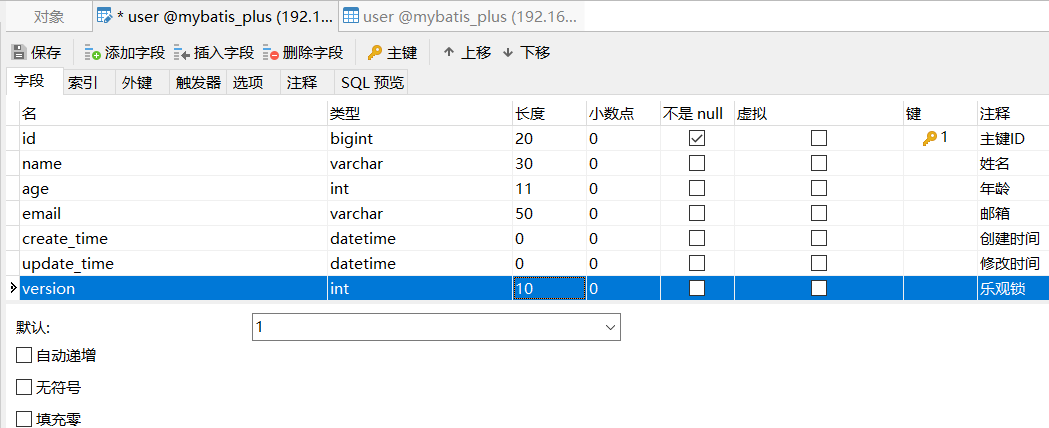 对象 * user @mybatis_plus (192.1... user @mybatis_plus (192.16...
保存 添加字段 插入字段 删除字段 主键 上移 下移
字段 索引 外键 触发器 选项 注释 SQL 预览
名 类型 长度 小数点 不是 null 虚拟 键 注释
id bigint 20 0 1 主键ID
name varchar 30 0 姓名
age int 11 0 年龄
email varchar 50 0 邮箱
create_time datetime 0 0 创建时间
update_time datetime 0 0 修改时间
version int 10 0 乐观锁
默认: 1
自动递增
无符号
填充零